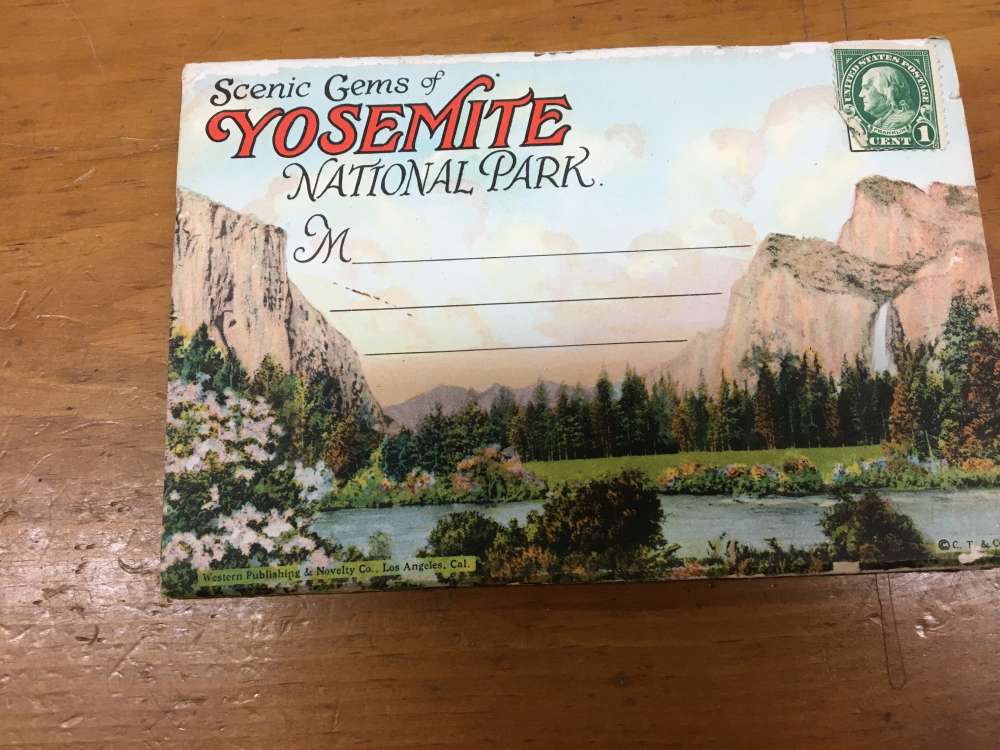 Scenic Gems of
YOSEMITE
NATIONAL PARK.
M
UNITED STATES POSTAGE
FRANKLIN
1 CENT 1
Western Publishing & Novelty Co., Los Angeles, Cal.
© C. T. & Co